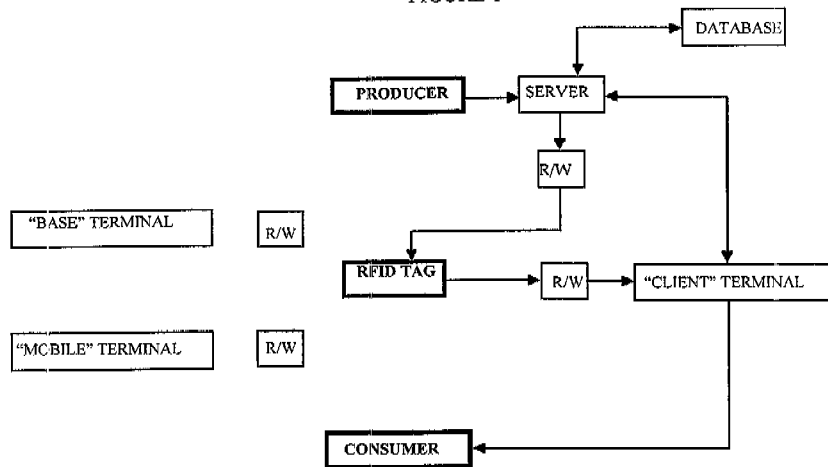 DATABASE
PRODUCER
SERVER
R/W
"BASE" TERMINAL
R/W
RFID TAG
R/W
"CLIENT" TERMINAL
"MOBILE" TERMINAL
R/W
CONSUMER